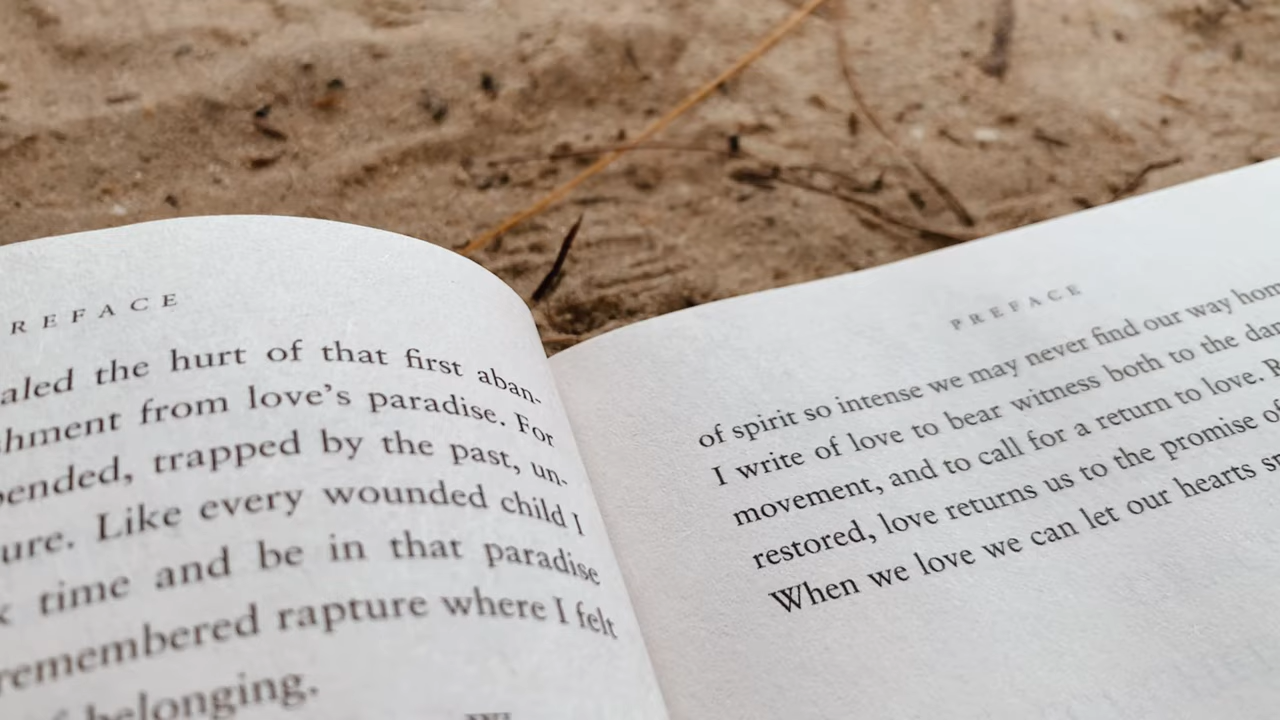 REFACE
aled the hurt of that first aban-
hment from love's paradise. For
pended, trapped by the past, un-
ure. Like every wounded child I
time and be in that paradise
remembered rapture where I felt
belonging.
PREFACE
of spirit so intense we may never find our way hom
I write of love to bear witness both to the dan
movement, and to call for a return to love. R
restored, love returns us to the promise of
When we love we can let our hearts sp